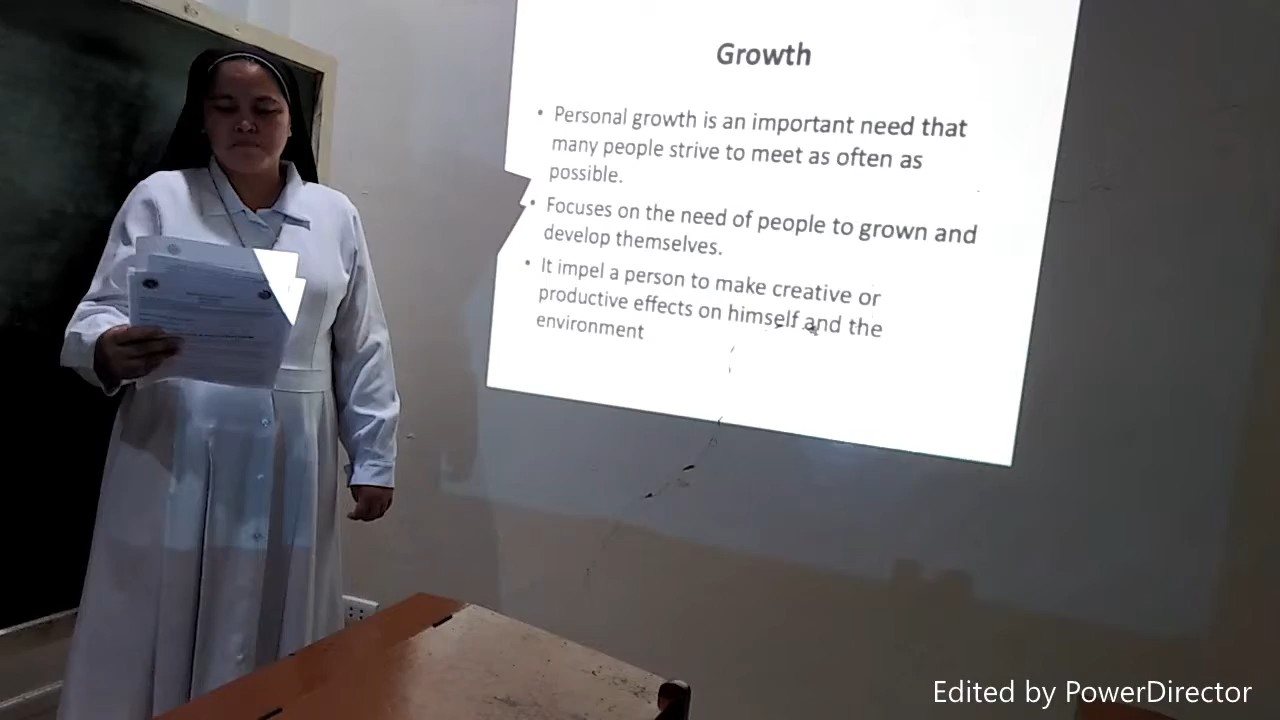 Growth
• Personal growth is an important need that
many people strive to meet as often as
possible.
• Focuses on the need of people to grown and
develop themselves.
• It impel a person to make creative or
productive effects on himself and the
environment
Edited by PowerDirector